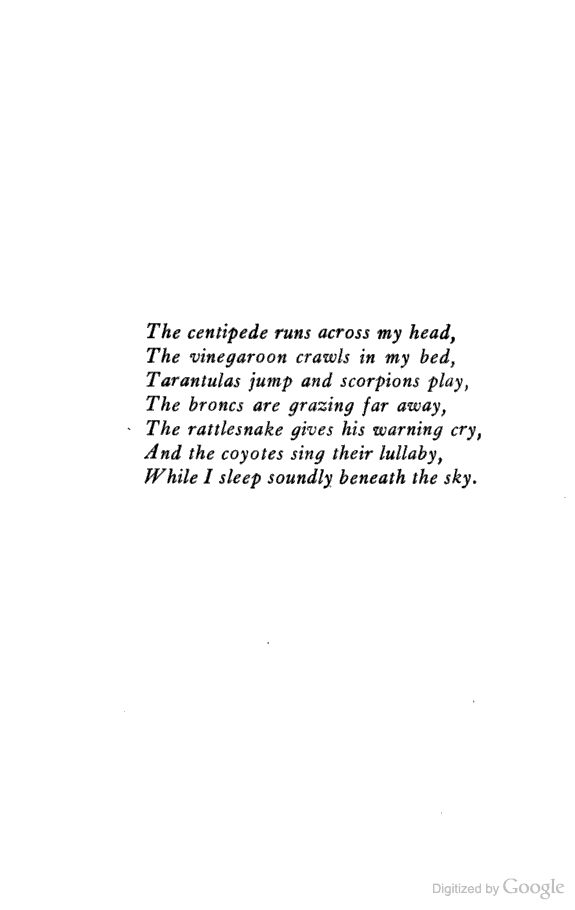 The centipede runs across my head,
The vinegaroon crawls in my bed,
Tarantulas jump and scorpions play,
The broncs are grazing far away,
The rattlesnake gives his warning cry,
And the coyotes sing their lullaby,
While I sleep soundly beneath the sky.
Digitized by Google